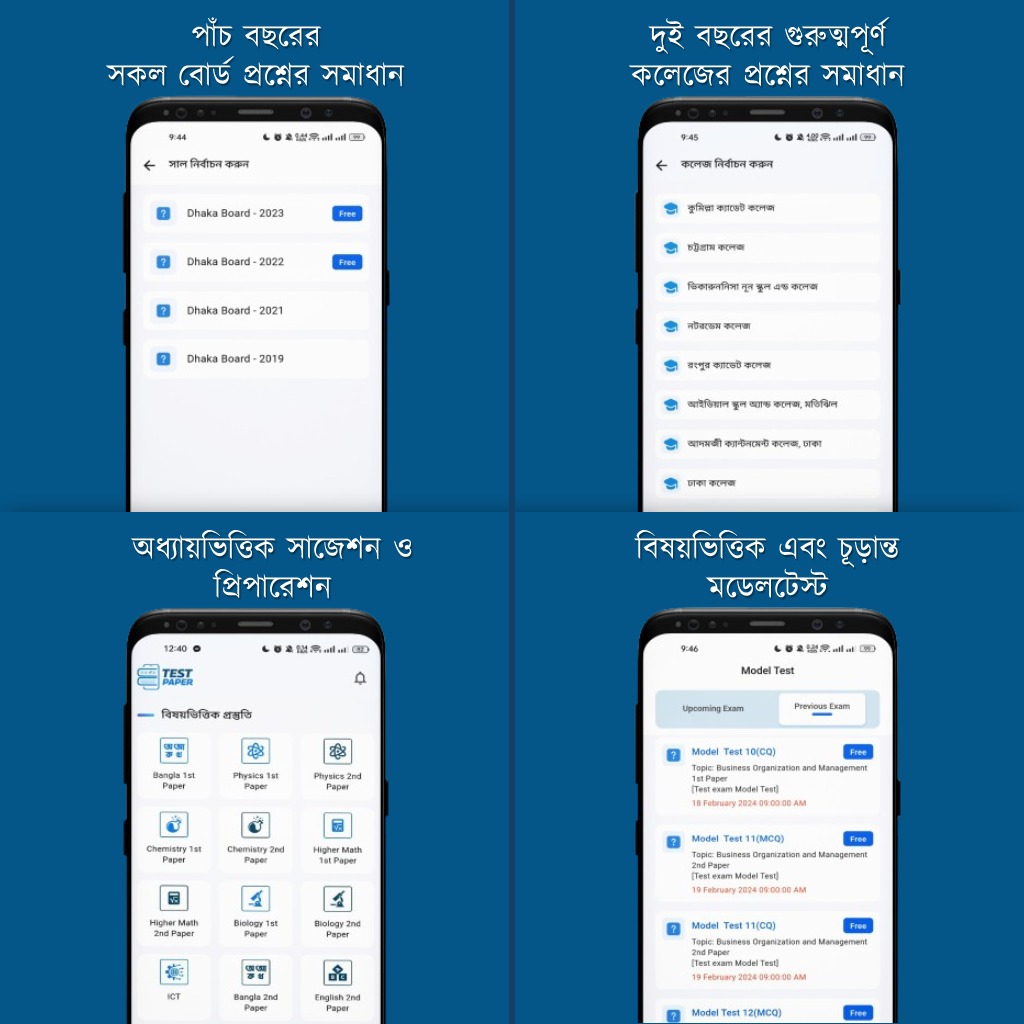 পাঁচ বছরের
সকল বোর্ড প্রশ্নের সমাধান
9:44
99
সাল নির্বাচন করুন
Dhaka Board - 2023
Free
Dhaka Board - 2022
Free
Dhaka Board - 2021
Dhaka Board - 2019
দুই বছরের গুরুত্মপূর্ণ
কলেজের প্রশ্নের সমাধান
9:45
99
কলেজ নির্বাচন করুন
কুমিল্লা ক্যাডেট কলেজ
চট্টগ্রাম কলেজ
ভিকারুননিসা নূন স্কুল এন্ড কলেজ
নটরডেম কলেজ
রংপুর ক্যাডেট কলেজ
আইডিয়াল স্কুল অ্যান্ড কলেজ, মতিঝিল
আদমজী ক্যান্টনমেন্ট কলেজ, ঢাকা
ঢাকা কলেজ
অধ্যায়ভিত্তিক সাজেশন ও
প্রিপারেশন
12:40
92
TEST
PAPER
বিষয়ভিত্তিক প্রস্তুতি
অ আ
ক খ
Bangla 1st
Paper
Physics 1st
Paper
Physics 2nd
Paper
Chemistry 1st
Paper
Chemistry 2nd
Paper
Higher Math
1st Paper
Higher Math
2nd Paper
Biology 1st
Paper
Biology 2nd
Paper
ICT
অ আ
ক খ
Bangla 2nd
Paper
English 2nd
Paper
বিষয়ভিত্তিক এবং চূড়ান্ত
মডেলটেস্ট
9:46
99
Model Test
Upcoming Exam
Previous Exam
Model Test 10(CQ)
Free
Topic: Business Organization and Management
1st Paper
[Test exam Model Test]
18 February 2024 09:00:00 AM
Model Test 11(MCQ)
Free
Topic: Business Organization and Management
2nd Paper
[Test exam Model Test]
19 February 2024 09:00:00 AM
Model Test 11(CQ)
Free
Topic: Business Organization and Management
2nd Paper
[Test exam Model Test]
19 February 2024 09:00:00 AM
Model Test 12(MCQ)
Free